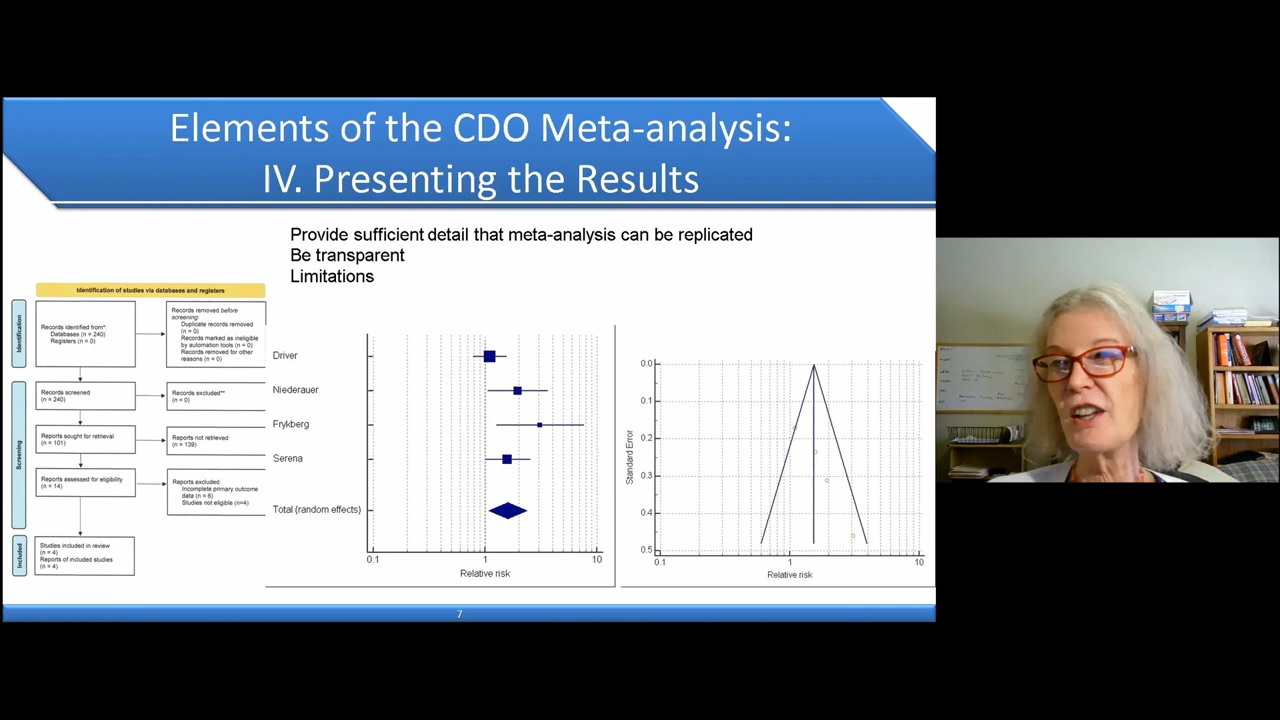 Elements of the CDO Meta-analysis:
IV. Presenting the Results
Provide sufficient detail that meta-analysis can be replicated
Be transparent
Limitations
Identification of studies via databases and registers
Identification
Records identified from*:
Databases (n = 240)
Registers (n = 0)
Records removed before
screening:
Duplicate records removed
(n = 0)
Records marked as ineligible
by automation tools (n = 0)
Records removed for other
reasons (n = 0)
Screening
Records screened
(n = 240)
Records excluded**
(n = 0)
Reports sought for retrieval
(n = 101)
Reports not retrieved
(n = 139)
Reports assessed for eligibility
(n = 14)
Reports excluded:
Incomplete primary outcome
data (n = 6)
Studies not eligible (n=4)
Included
Studies included in review
(n = 4)
Reports of included studies
(n = 4)
Driver
Niederauer
Frykberg
Serena
Total (random effects)
0.1
1
10
Relative risk
Standard Error
0.0
0.1
0.2
0.3
0.4
0.5
0.1
1
10
Relative risk
7